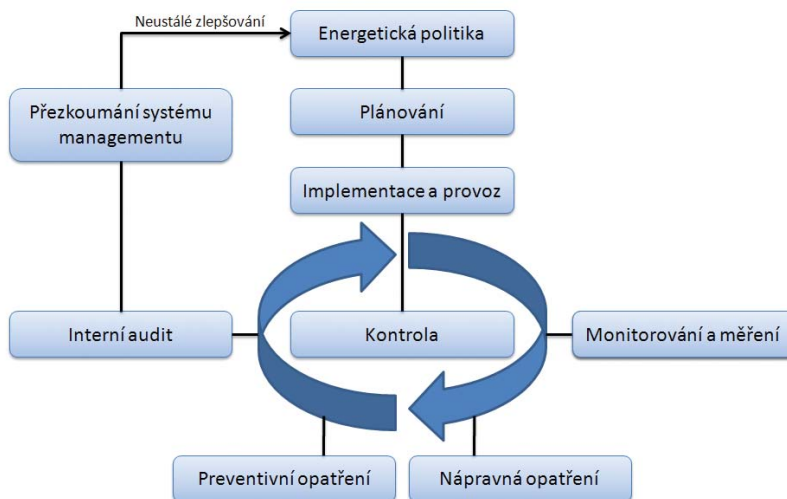 Neustálé zlepšování
Energetická politika
Přezkoumání systému
managementu
Plánování
Implementace a provoz
Interní audit
Kontrola
Monitorování a měření
Preventivní opatření
Nápravná opatření